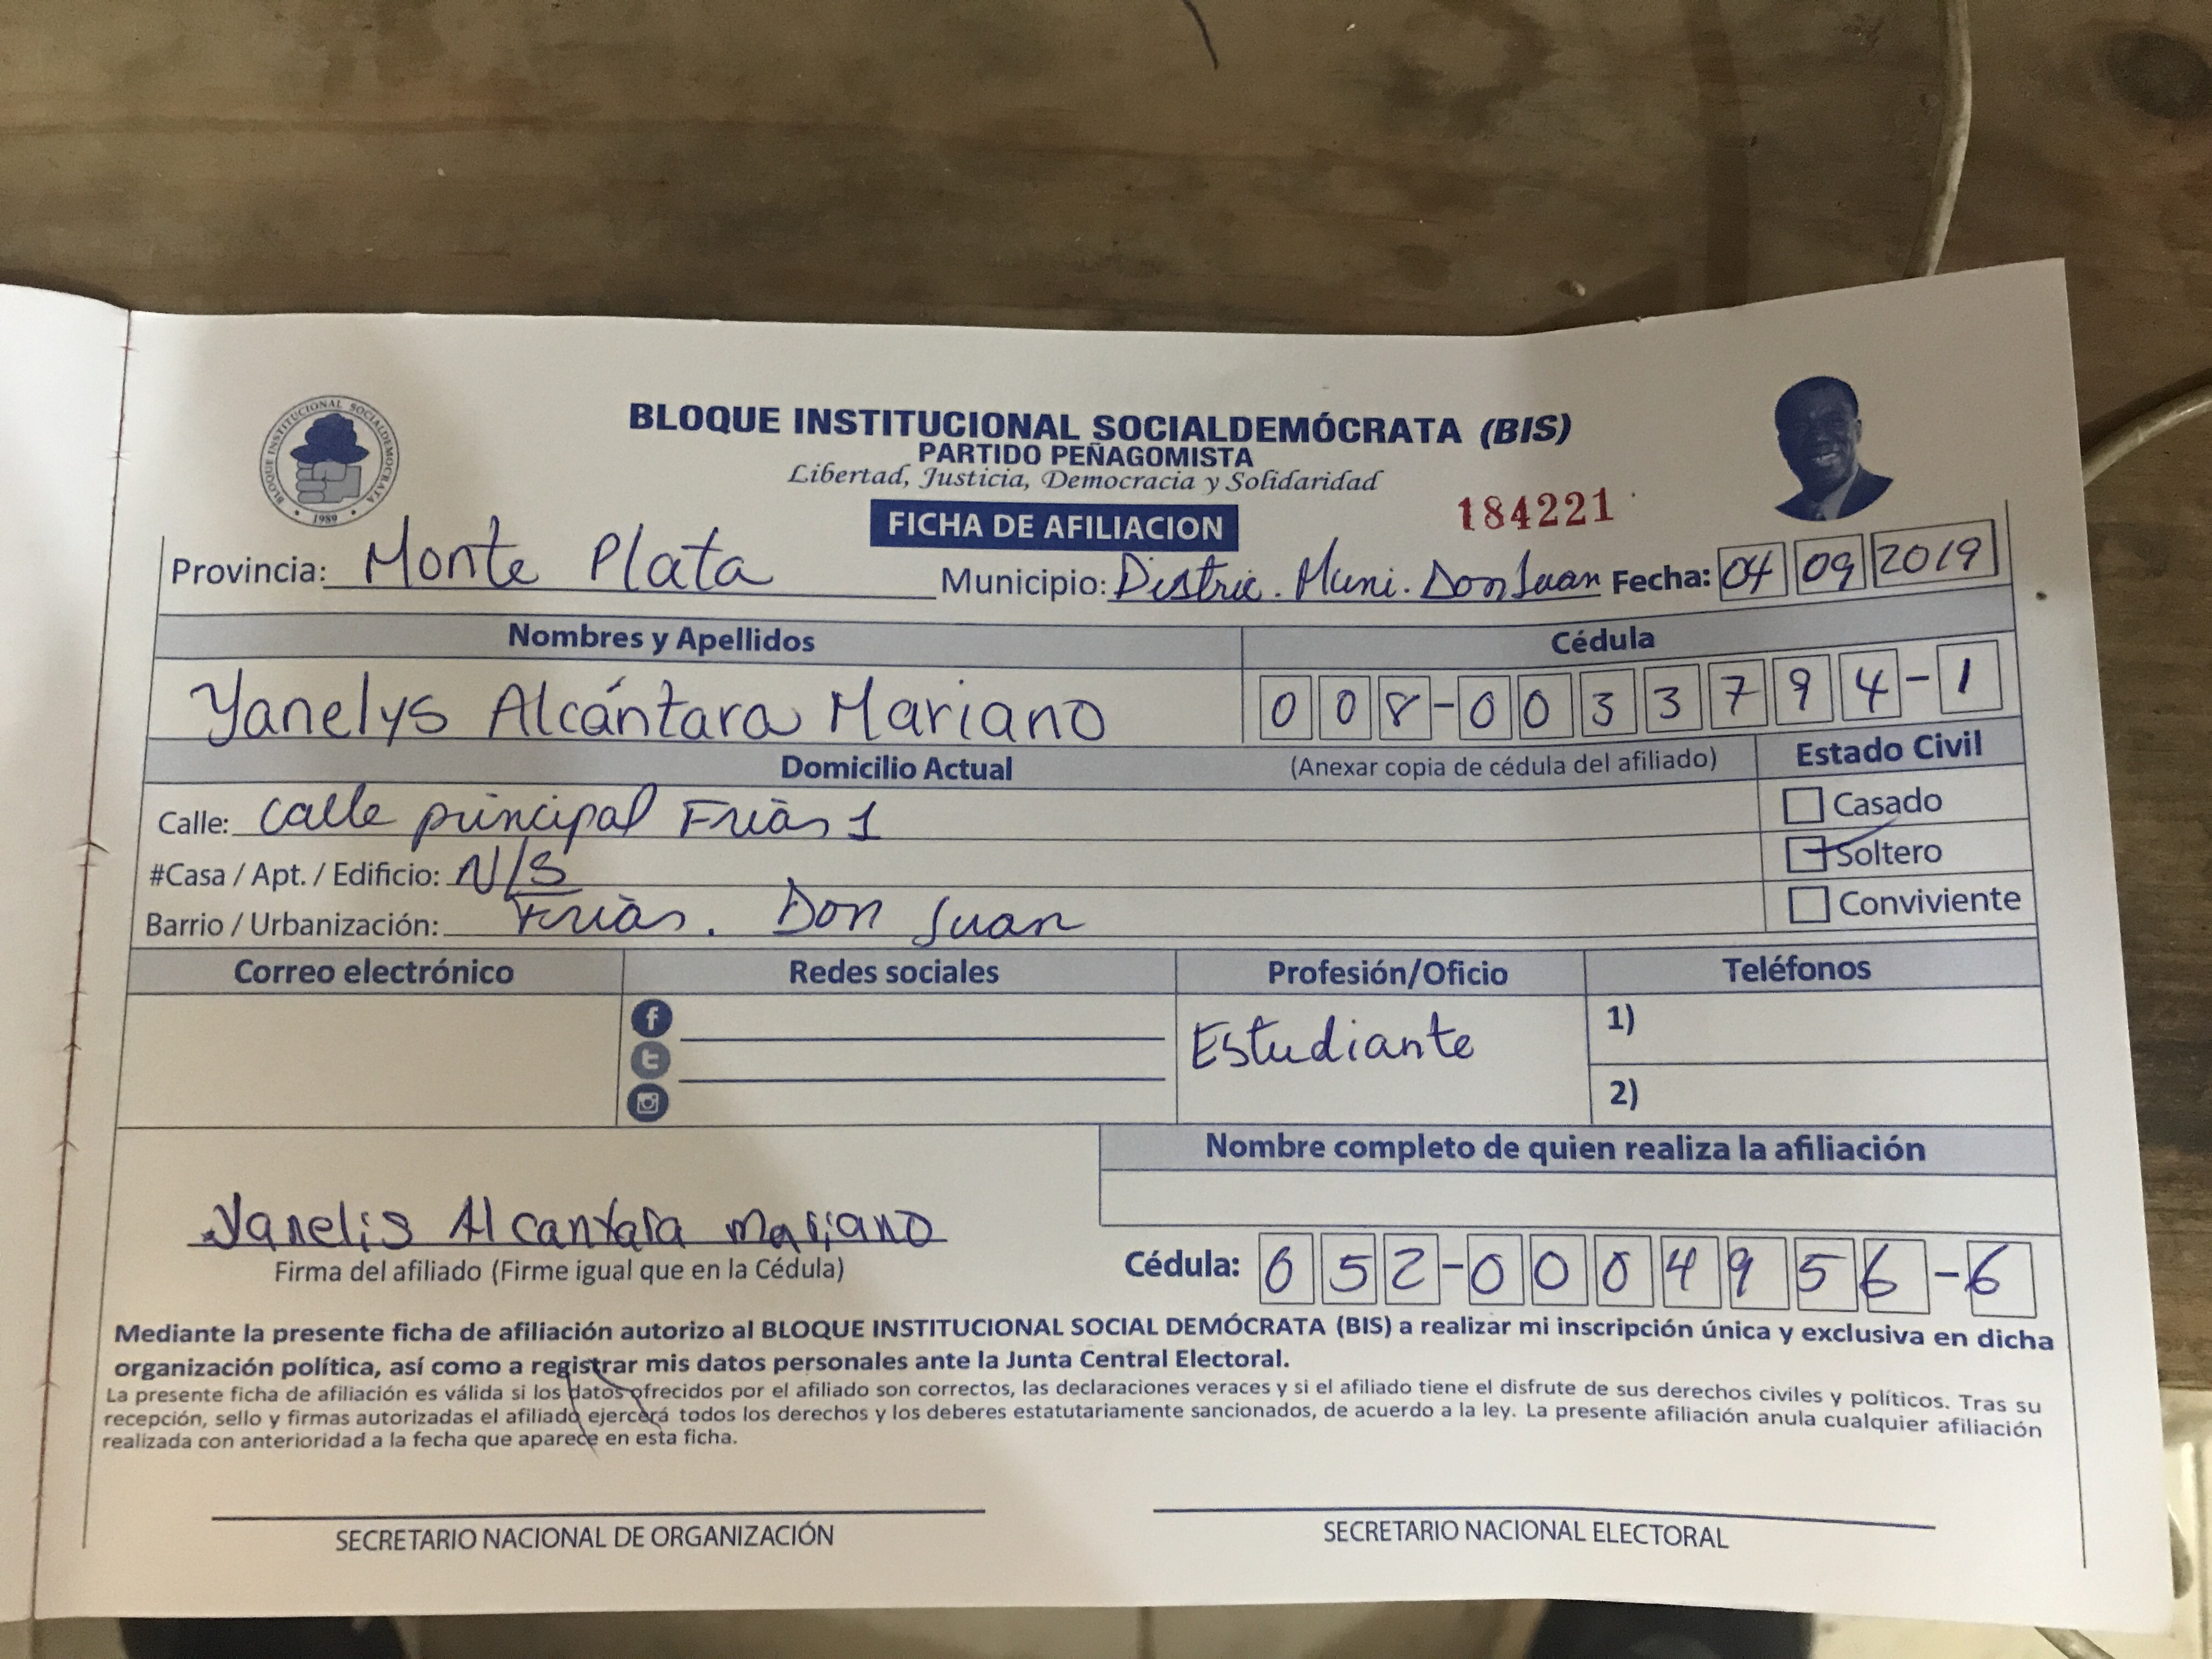 BLOQUE INSTITUCIONAL SOCIALDEMOCRATA
1989
BLOQUE INSTITUCIONAL SOCIALDEMÓCRATA (BIS)
PARTIDO PEÑAGOMISTA
Libertad, Justicia, Democracia y Solidaridad
FICHA DE AFILIACION 184221
Provincia: Monte Plata Municipio: Distric. Muni. Don Juan Fecha: 04 09 2019
Nombres y Apellidos Cédula
Yanelys Alcántara Mariano 008-0033794-1
Domicilio Actual (Anexar copia de cédula del afiliado) Estado Civil
Calle: calle principal Frias 1 Casado
#Casa / Apt. / Edificio: N/S Soltero
Barrio / Urbanización: Frias. Don Juan Conviviente
Correo electrónico Redes sociales Profesión/Oficio Teléfonos
Estudiante 1)
2)
Nombre completo de quien realiza la afiliación
Yanelis Alcantara mariano
Firma del afiliado (Firme igual que en la Cédula) Cédula: 052-0004956-6
Mediante la presente ficha de afiliación autorizo al BLOQUE INSTITUCIONAL SOCIAL DEMÓCRATA (BIS) a realizar mi inscripción única y exclusiva en dicha
organización política, así como a registrar mis datos personales ante la Junta Central Electoral.
La presente ficha de afiliación es válida si los datos ofrecidos por el afiliado son correctos, las declaraciones veraces y si el afiliado tiene el disfrute de sus derechos civiles y políticos. Tras su
recepción, sello y firmas autorizadas el afiliado ejercerá todos los derechos y los deberes estatutariamente sancionados, de acuerdo a la ley. La presente afiliación anula cualquier afiliación
realizada con anterioridad a la fecha que aparece en esta ficha.
SECRETARIO NACIONAL DE ORGANIZACIÓN SECRETARIO NACIONAL ELECTORAL